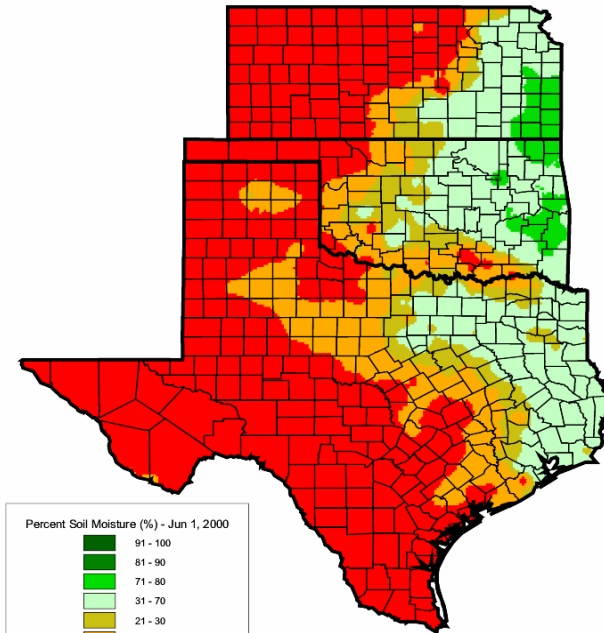 Percent Soil Moisture (%) - Jun 1, 2000
91 - 100
81 - 90
71 - 80
31 - 70
21 - 30